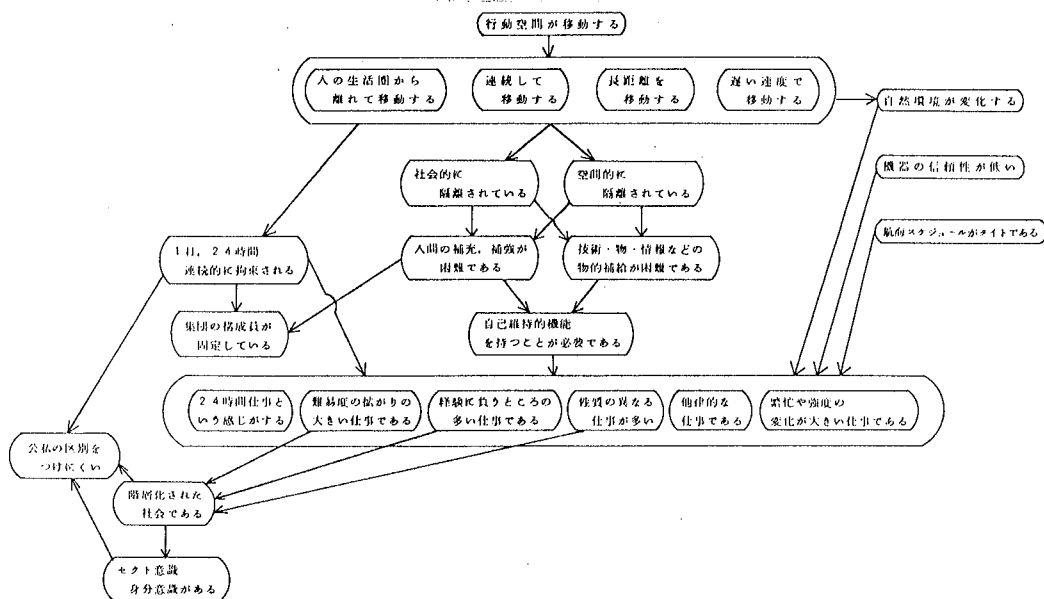 行動空間が移動する
人の生活圏から
離れて移動する
連続して
移動する
長距離を
移動する
遅い速度で
移動する
自然環境が変化する
社会的に
隔離されている
空間的に
隔離されている
機器の信頼性が低い
航海スケジュールがタイトである
1月,24時間
連続的に拘束される
人間の補充,補強が
困難である
技術・物・情報などの
物的補給が困難である
集団の構成員が
固定している
自己維持的機能
を持つことが必要である
24時間仕事と
いう感じがする
難易度の拡がりの
大きい仕事である
経験に負うところの
多い仕事である
性質の異なる
仕事が多い
他律的な
仕事である
繁忙や強度の
変化が大きい仕事である
公私の区別を
つけにくい
階層化された
社会である
セクト意識
身分意識がある